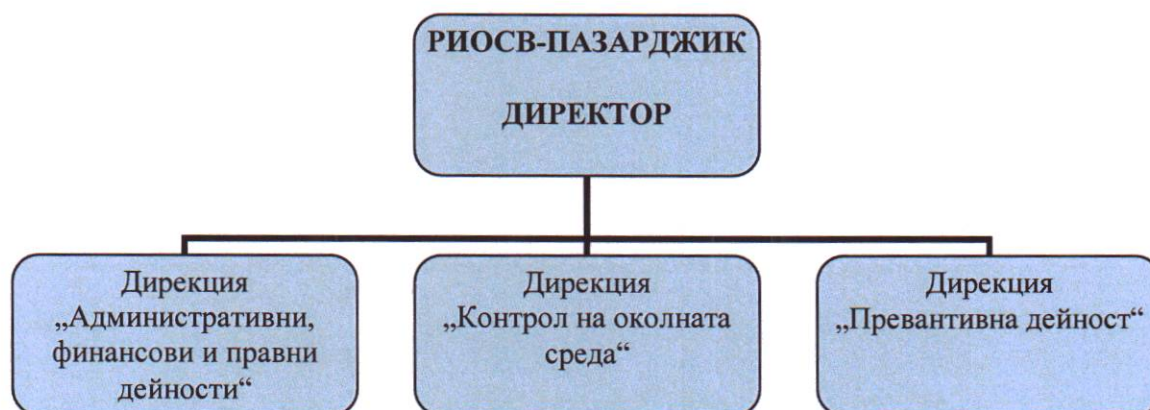 РИОСВ-ПАЗАРДЖИК
ДИРЕКТОР
Дирекция
„Административни,
финансови и правни
дейности“
Дирекция
„Контрол на околната
среда“
Дирекция
„Превантивна дейност“